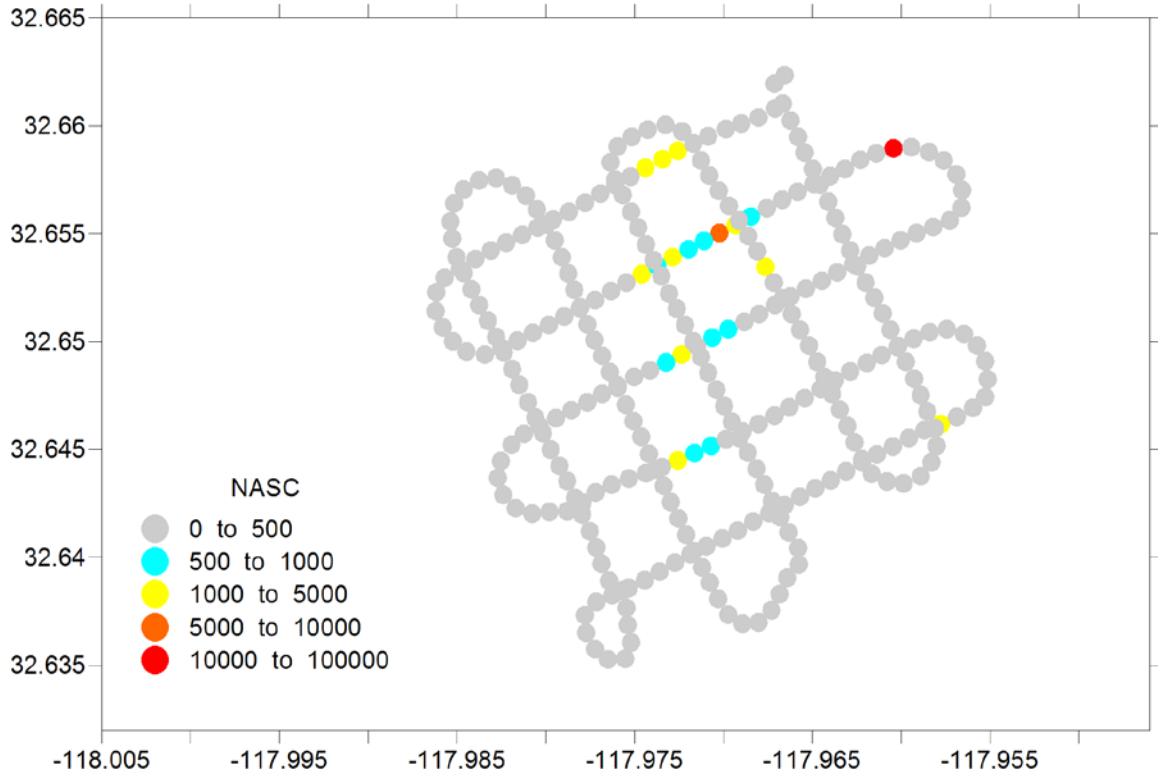 32.665
32.66
32.655
32.65
32.645
32.64
32.635
NASC
0 to 500
500 to 1000
1000 to 5000
5000 to 10000
10000 to 100000
-118.005 -117.995 -117.985 -117.975 -117.965 -117.955